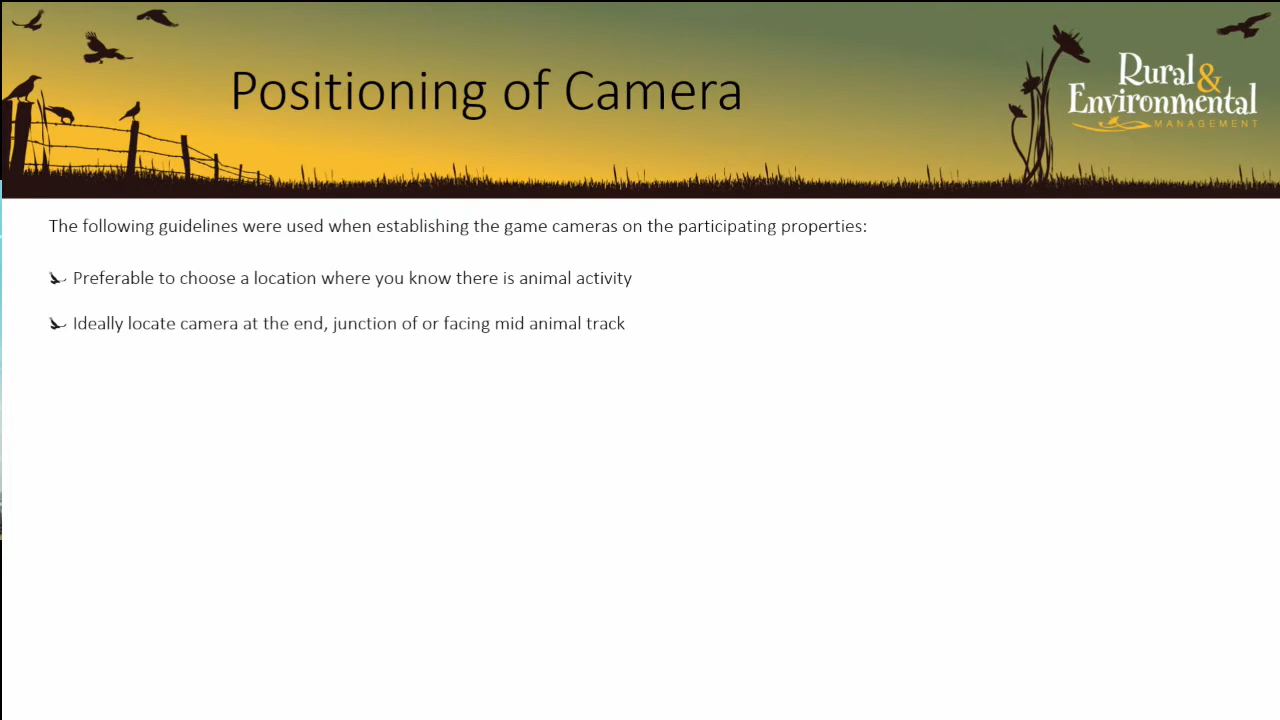 Positioning of Camera
Rural &
Environmental
MANAGEMENT
The following guidelines were used when establishing the game cameras on the participating properties:
Preferable to choose a location where you know there is animal activity
Ideally locate camera at the end, junction of or facing mid animal track